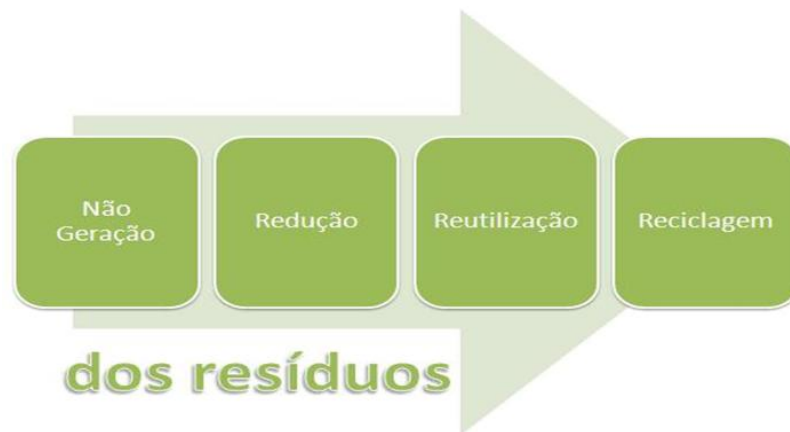 Não
Geração
Redução
Reutilização
Reciclagem
dos resíduos